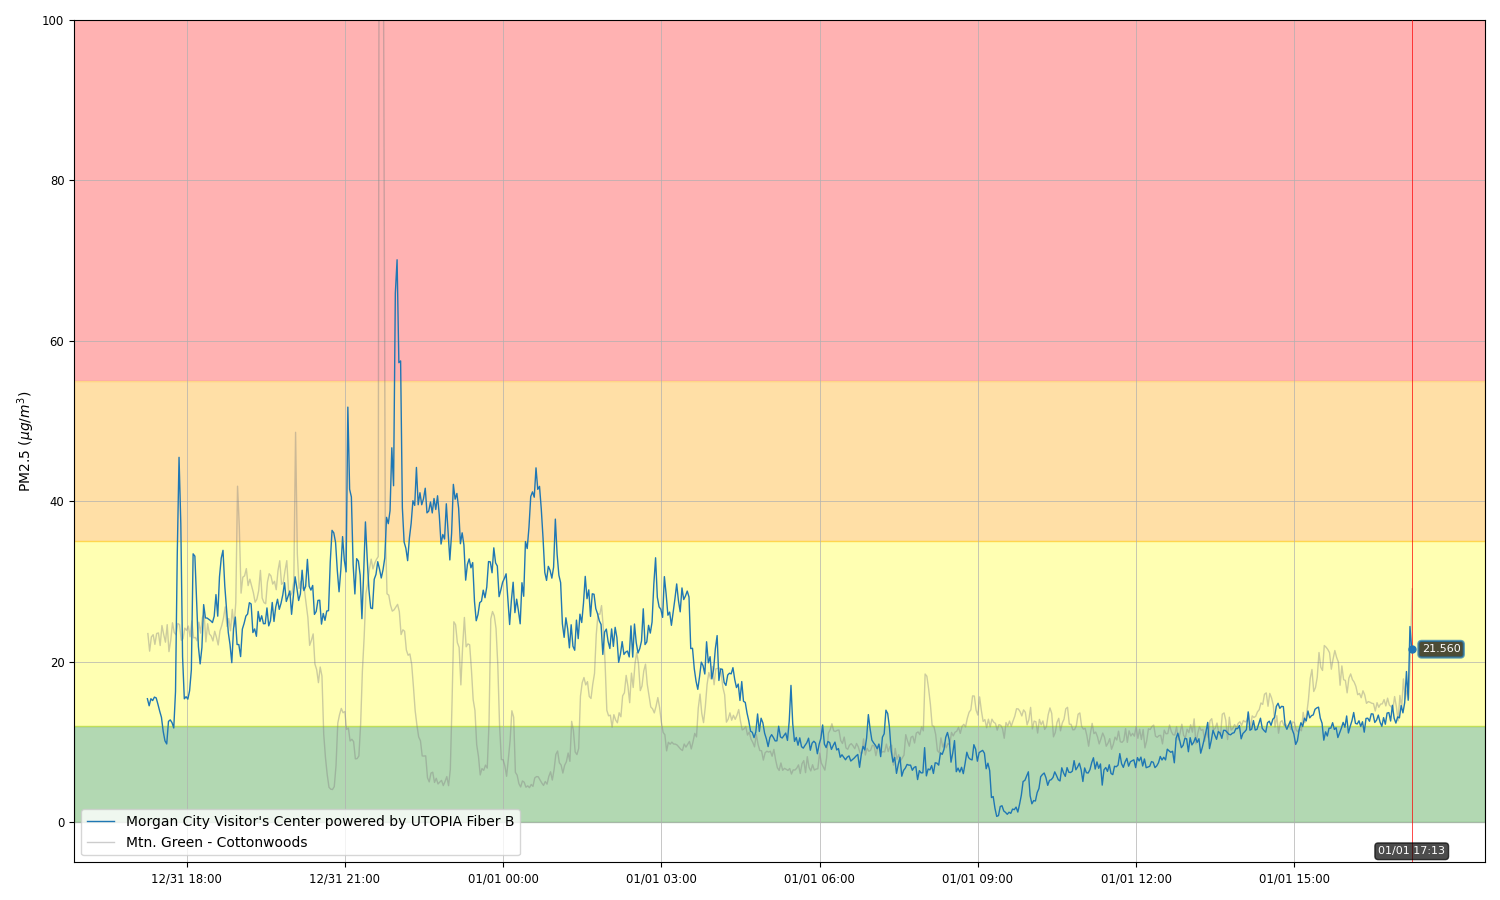 100
80
60
40
20
0
PM2.5 (μg/m³)
21.560
Morgan City Visitor's Center powered by UTOPIA Fiber B
Mtn. Green - Cottonwoods
01/01 17:13
12/31 18:00 12/31 21:00 01/01 00:00 01/01 03:00 01/01 06:00 01/01 09:00 01/01 12:00 01/01 15:00